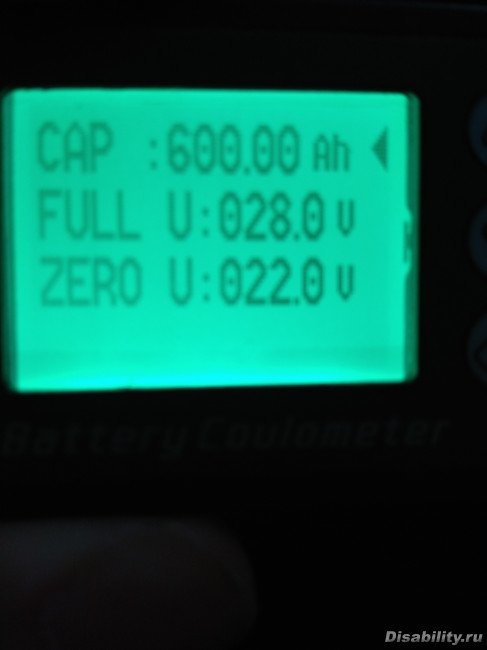 CAP :600.00 Ah
FULL U:028.0 V
ZERO U:022.0 V
Battery Coulometer
Disability.ru